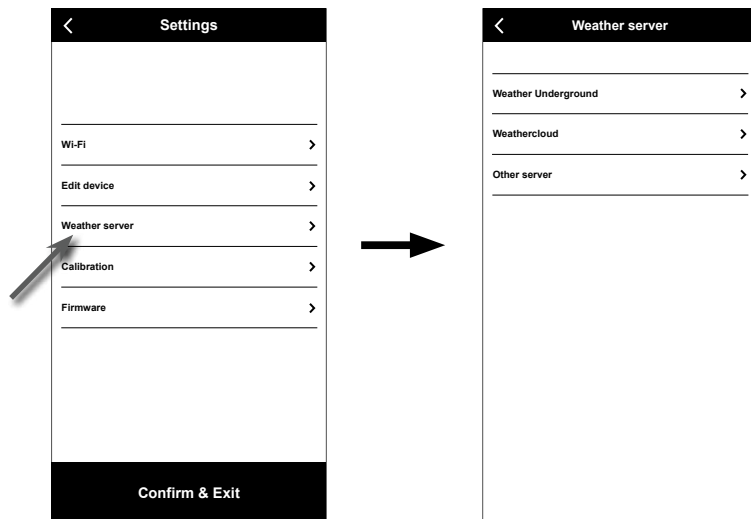 Settings
Wi-Fi
Edit device
Weather server
Calibration
Firmware
Confirm & Exit
Weather server
Weather Underground
Weathercloud
Other server